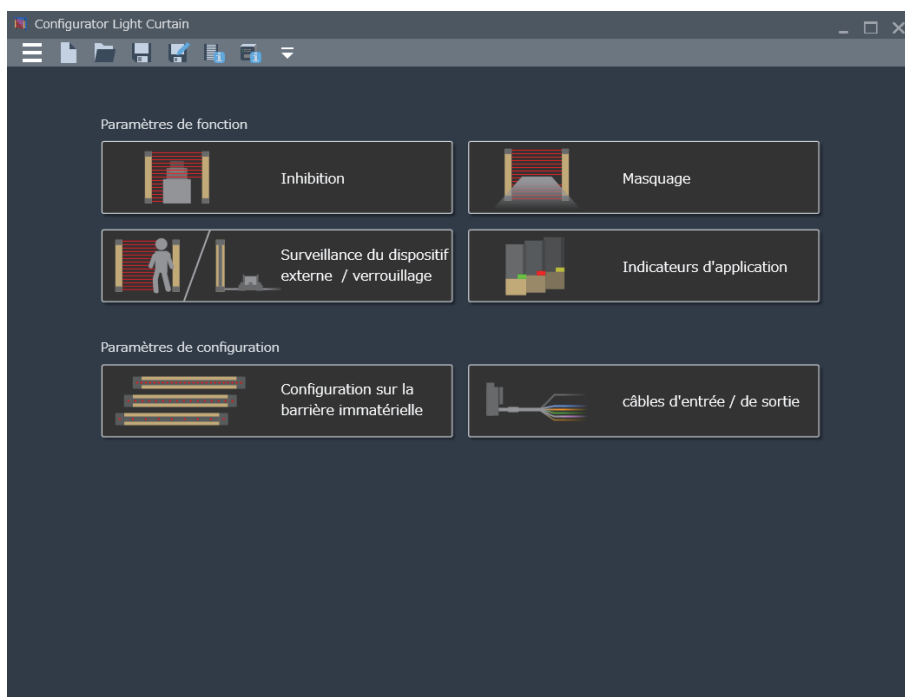 Configurator Light Curtain
Paramètres de fonction
Inhibition
Masquage
Surveillance du dispositif
externe / verrouillage
Indicateurs d'application
Paramètres de configuration
Configuration sur la
barrière immatérielle
câbles d'entrée / de sortie